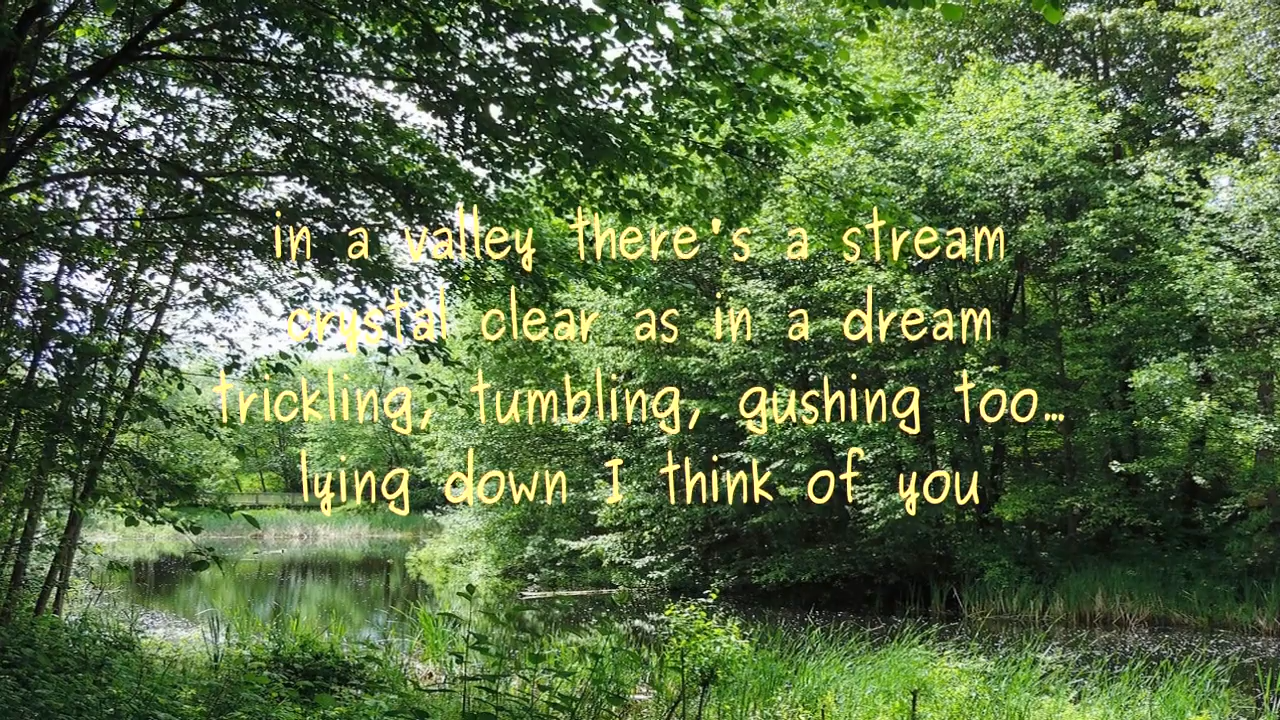 in a valley there's a stream
crystal clear as in a dream
trickling, tumbling, gushing too...
lying down I think of you